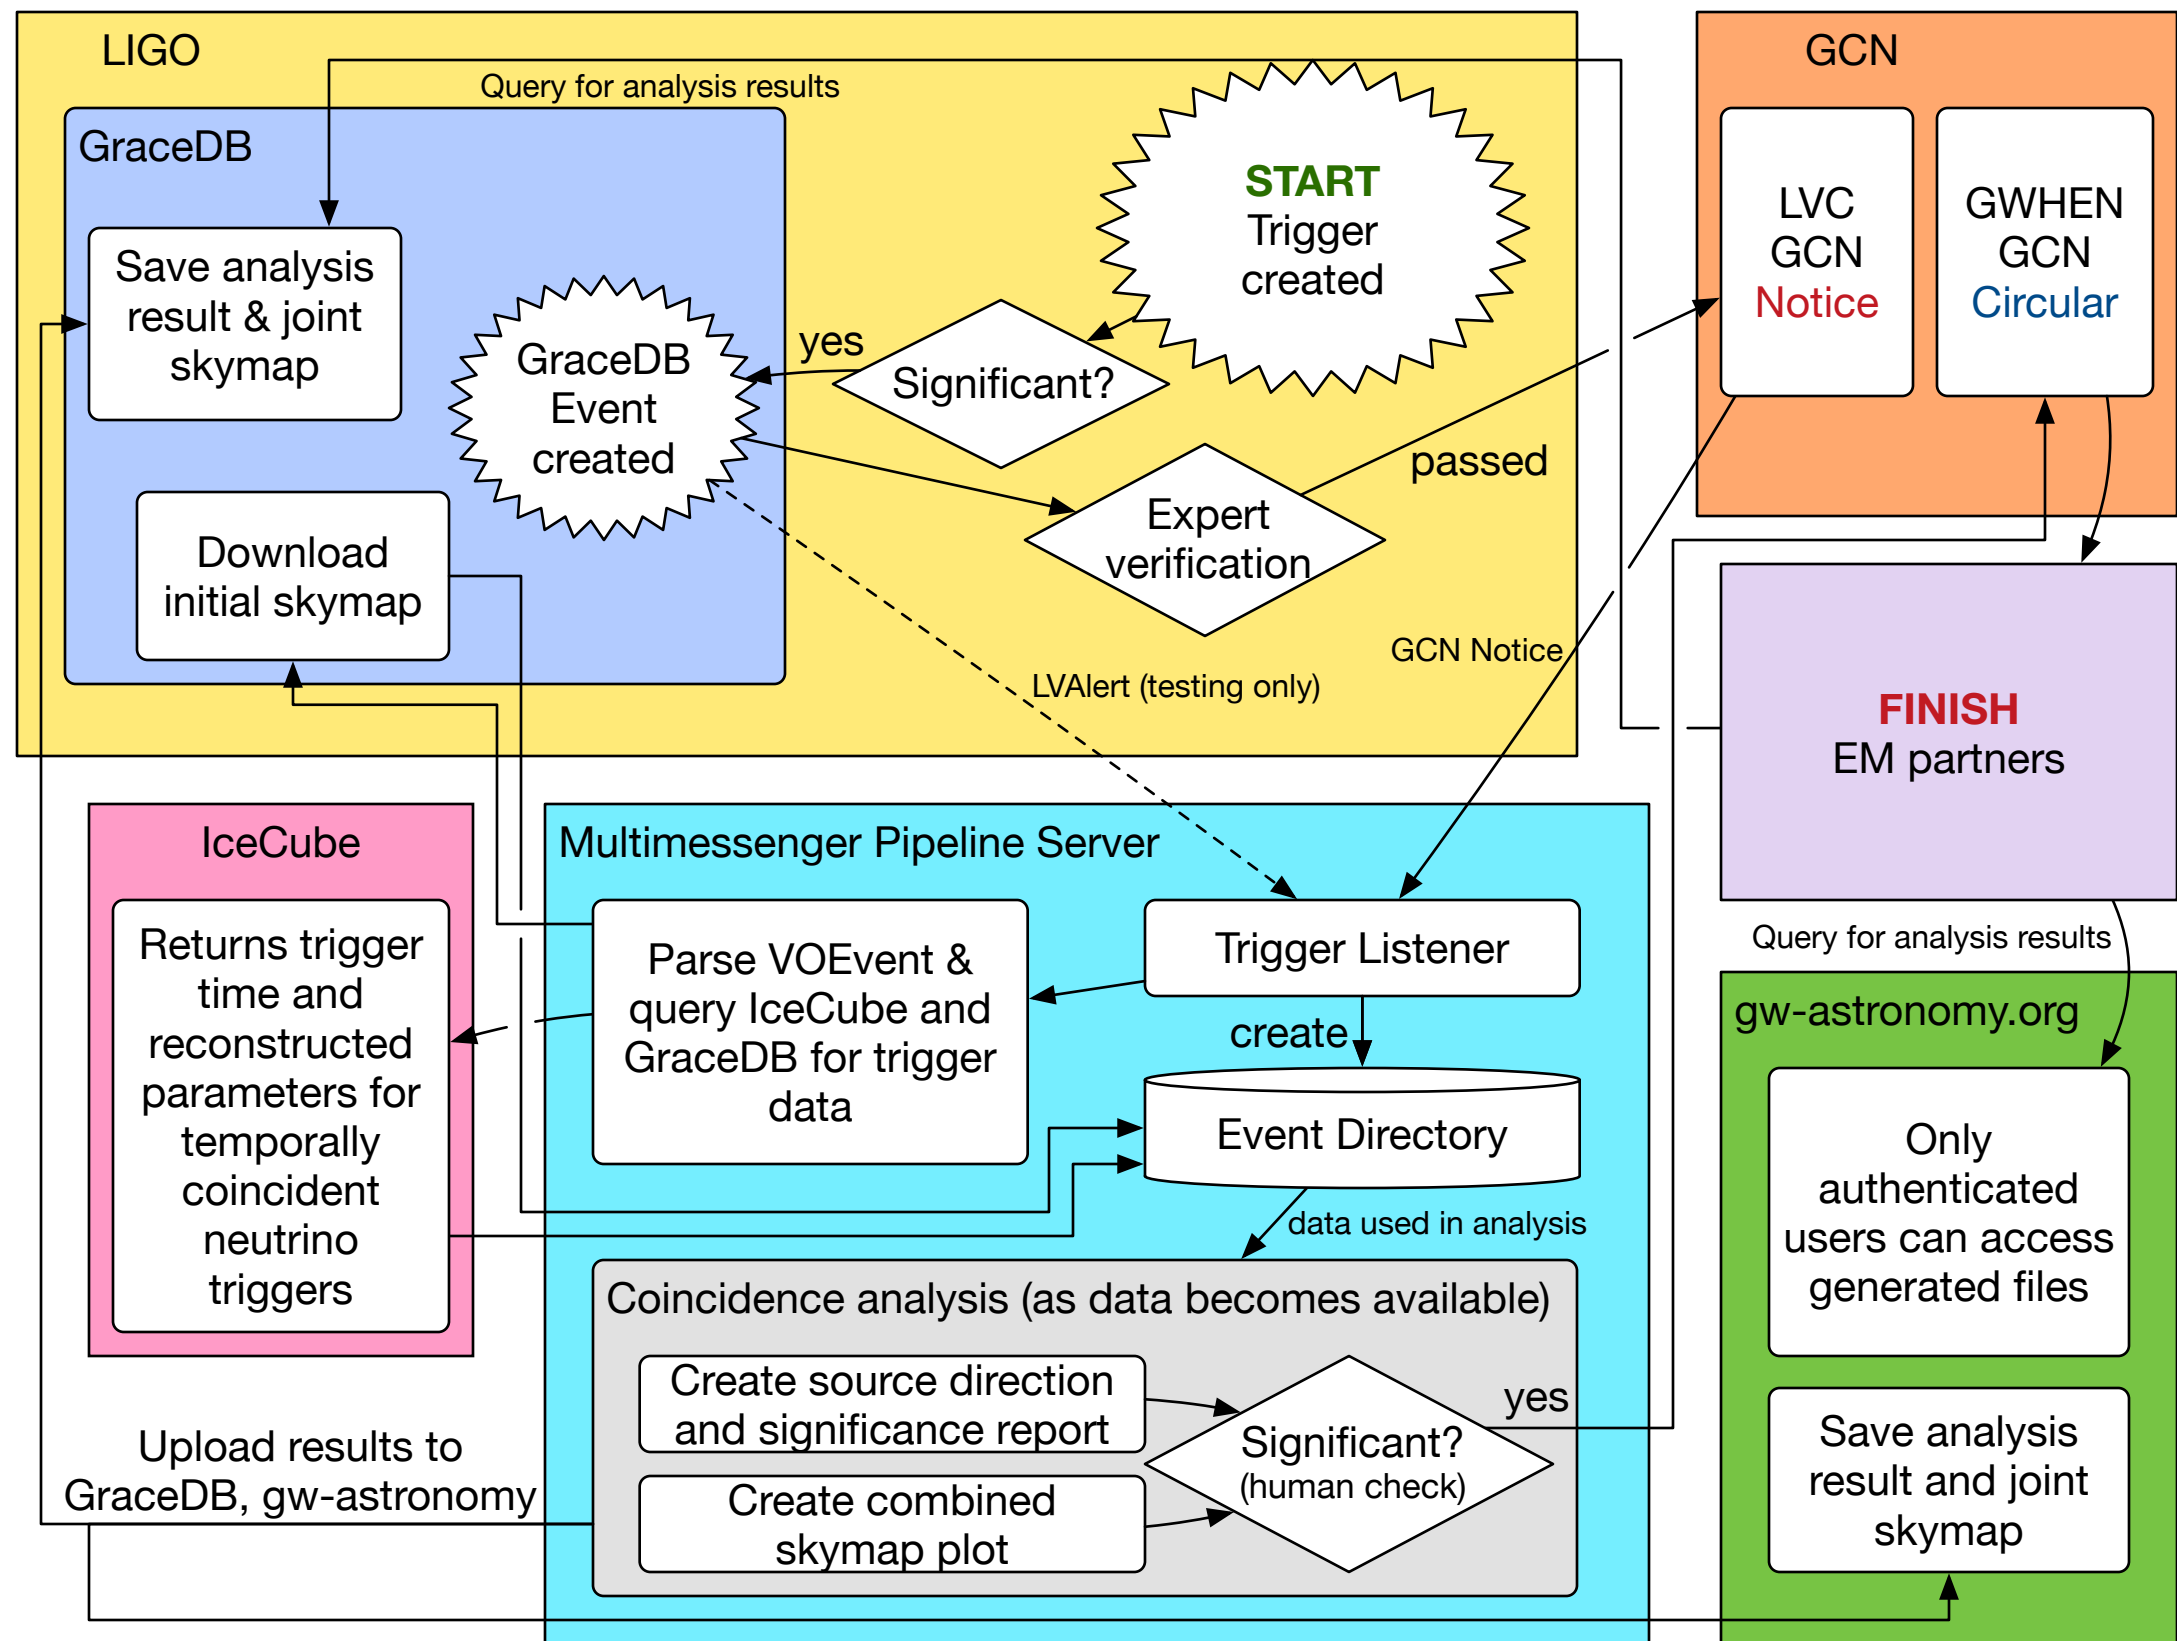 LIGO
Query for analysis results
GraceDB
Save analysis
result & joint
skymap
GraceDB
Event
created
Download
initial skymap
START
Trigger
created
yes
Significant?
Expert
verification
passed
GCN Notice
LVAlert (testing only)
GCN
LVC
GCN
Notice
GWHEN
GCN
Circular
FINISH
EM partners
Query for analysis results
IceCube
Returns trigger
time and
reconstructed
parameters for
temporally
coincident
neutrino
triggers
Multimessenger Pipeline Server
Parse VOEvent &
query IceCube and
GraceDB for trigger
data
Trigger Listener
create
Event Directory
data used in analysis
Coincidence analysis (as data becomes available)
Create source direction
and significance report
Create combined
skymap plot
Significant?
(human check)
yes
Upload results to
GraceDB, gw-astronomy
gw-astronomy.org
Only
authenticated
users can access
generated files
Save analysis
result and joint
skymap